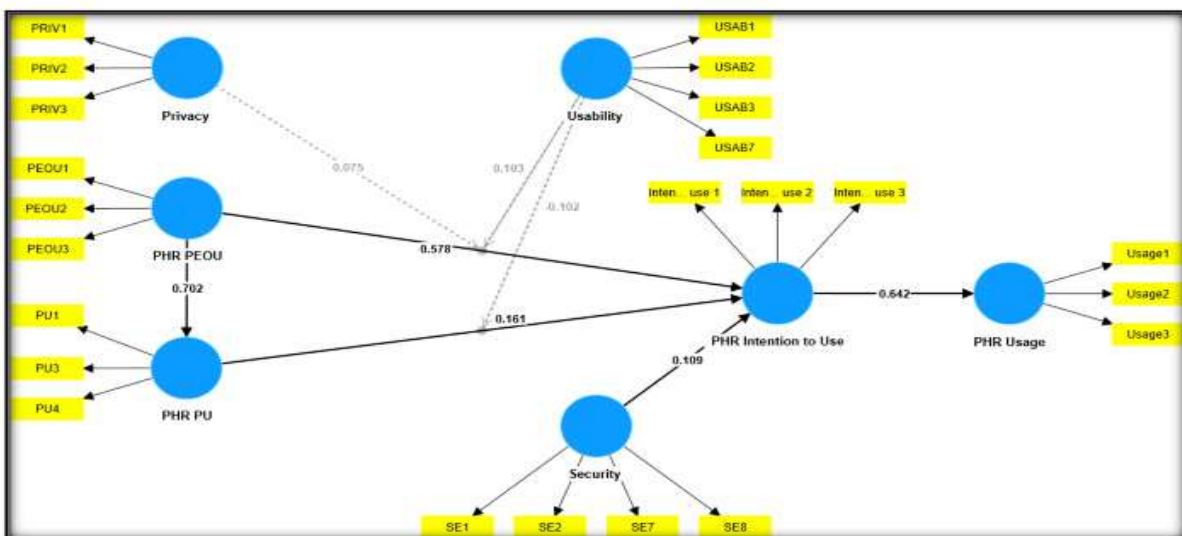 PRIV1
PRIV2
PRIV3
Privacy
USAB1
USAB2
USAB3
USAB7
Usability
0.075
0.103
-0.102
PEOU1
PEOU2
PEOU3
PHR PEOU
0.578
0.702
Inten... use 1
Inten... use 2
Inten... use 3
PHR Intention to Use
0.642
Usage1
Usage2
Usage3
PHR Usage
PU1
PU3
PU4
PHR PU
0.161
0.109
Security
SE1
SE2
SE7
SE8